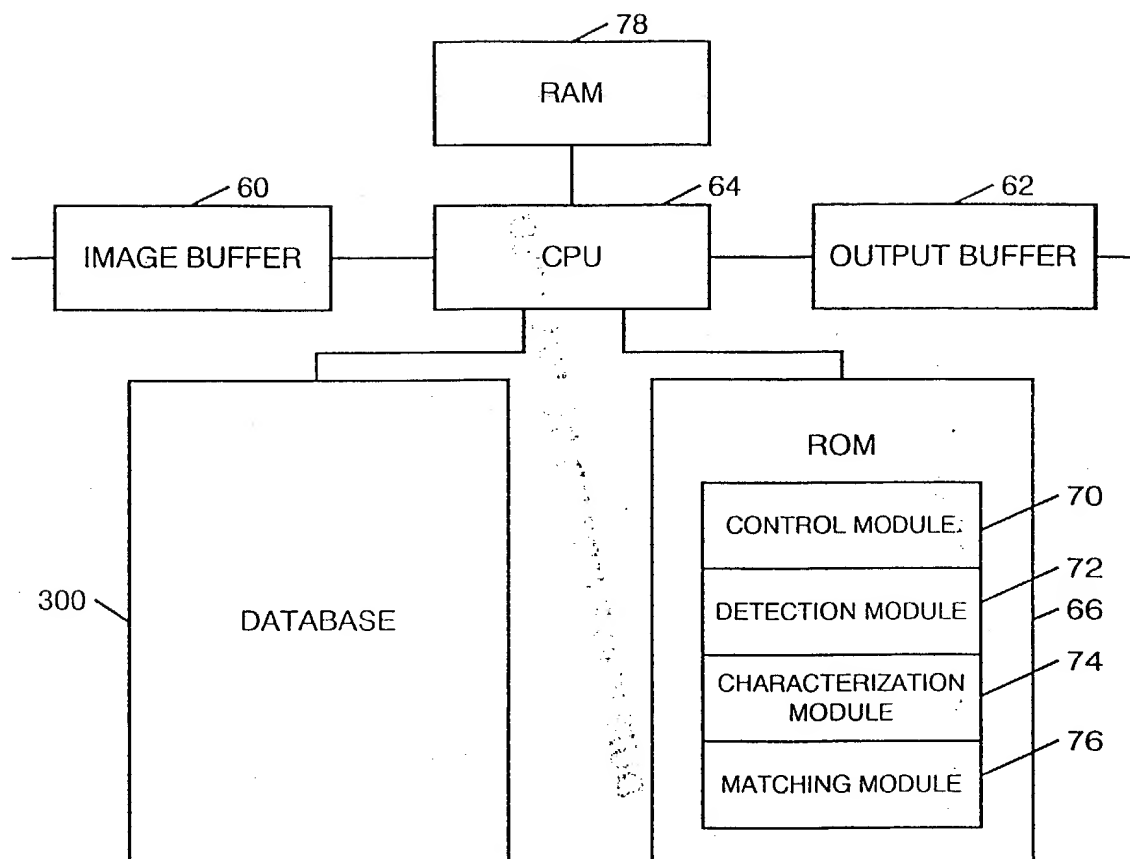 78
RAM
60
64
62
IMAGE BUFFER
CPU
OUTPUT BUFFER
ROM
70
CONTROL MODULE
72
300
DATABASE
DETECTION MODULE
66
74
CHARACTERIZATION
MODULE
76
MATCHING MODULE